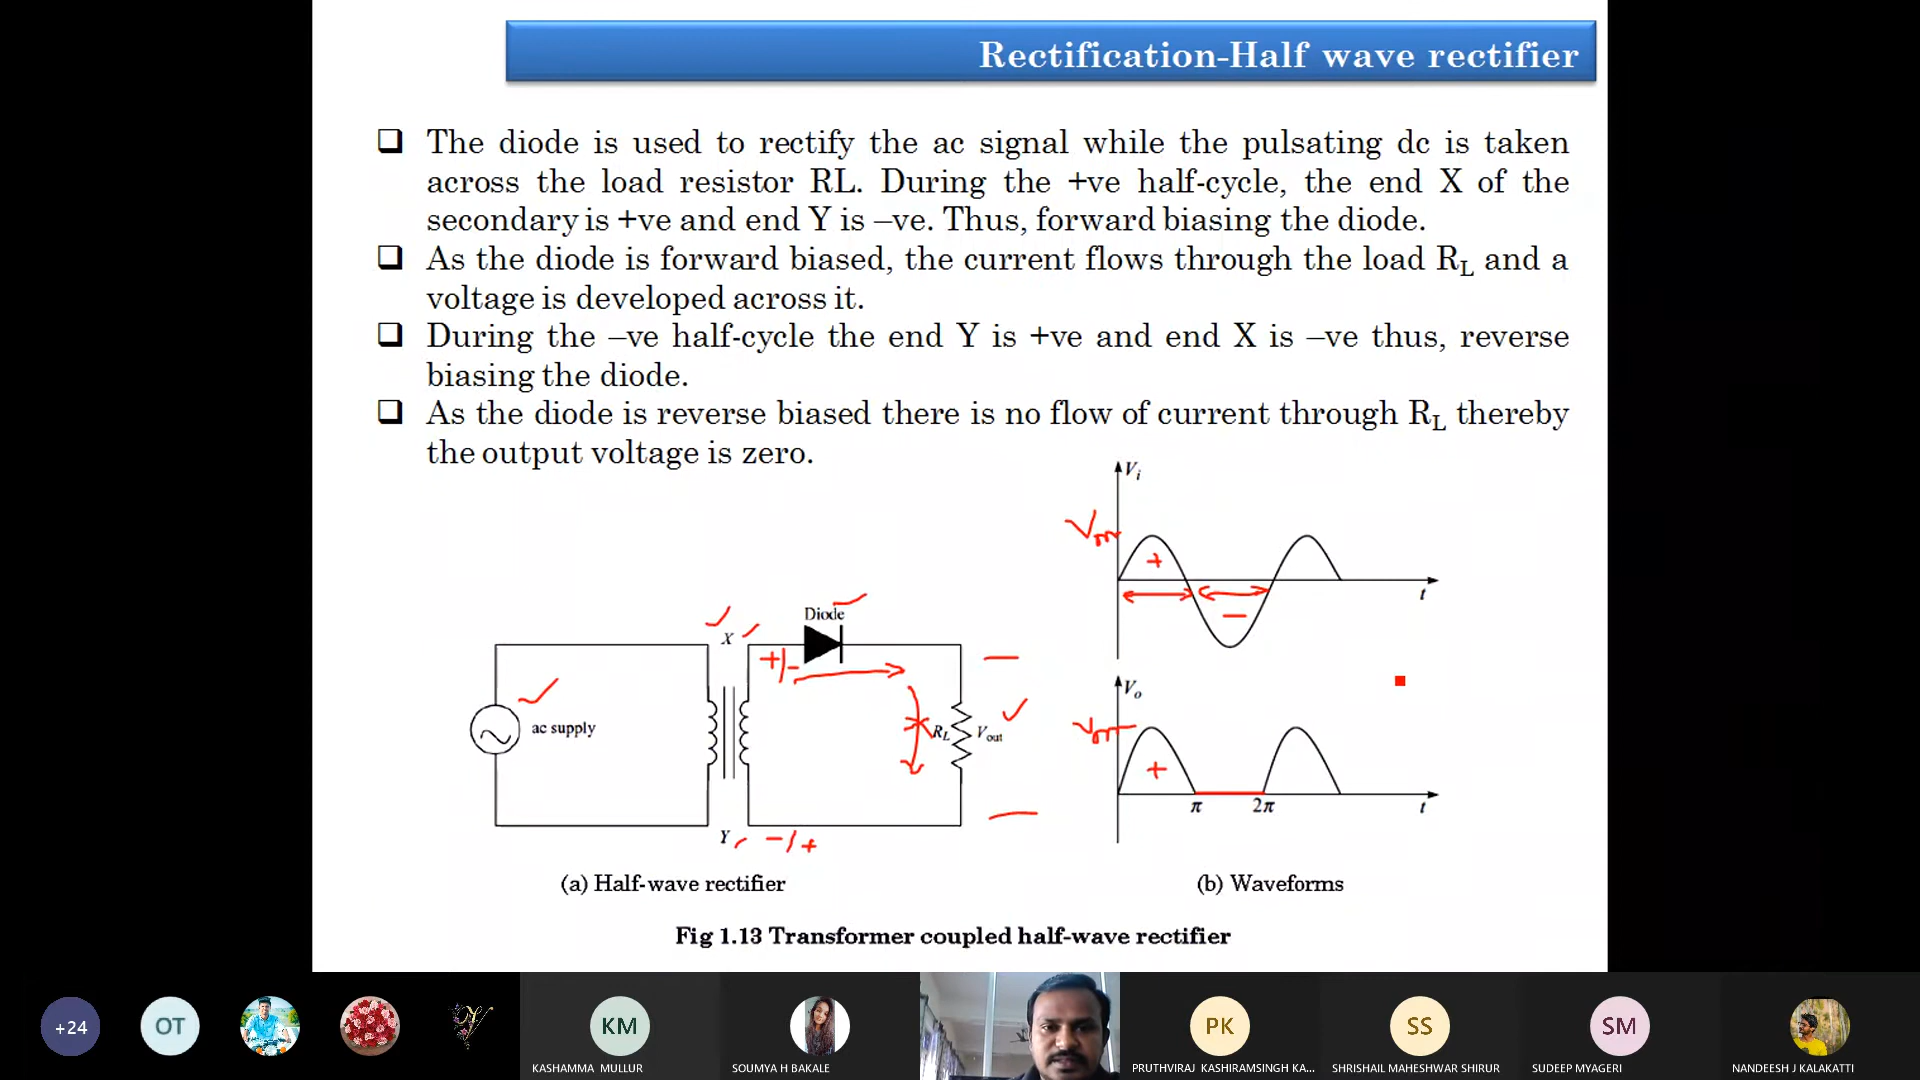 Rectification-Half wave rectifier
The diode is used to rectify the ac signal while the pulsating dc is taken
across the load resistor RL. During the +ve half-cycle, the end X of the
secondary is +ve and end Y is –ve. Thus, forward biasing the diode.
As the diode is forward biased, the current flows through the load RL and a
voltage is developed across it.
During the –ve half-cycle the end Y is +ve and end X is –ve thus, reverse
biasing the diode.
As the diode is reverse biased there is no flow of current through RL thereby
the output voltage is zero.
Vi
Vm
+
t
–
Diode
X
+/-
ac supply
RL
Vout
Y
-/+
Vo
Vm
+
π
2π
t
(a) Half-wave rectifier
(b) Waveforms
Fig 1.13 Transformer coupled half-wave rectifier
+24
OT
KM
PK
SS
SM
KASHAMMA MULLUR
SOUMYA H BAKALE
PRUTHVIRAJ KASHIRAMSINGH KA...
SHRISHAIL MAHESHWAR SHIRUR
SUDEEP MYAGERI
NANDEESH J KALAKATTI